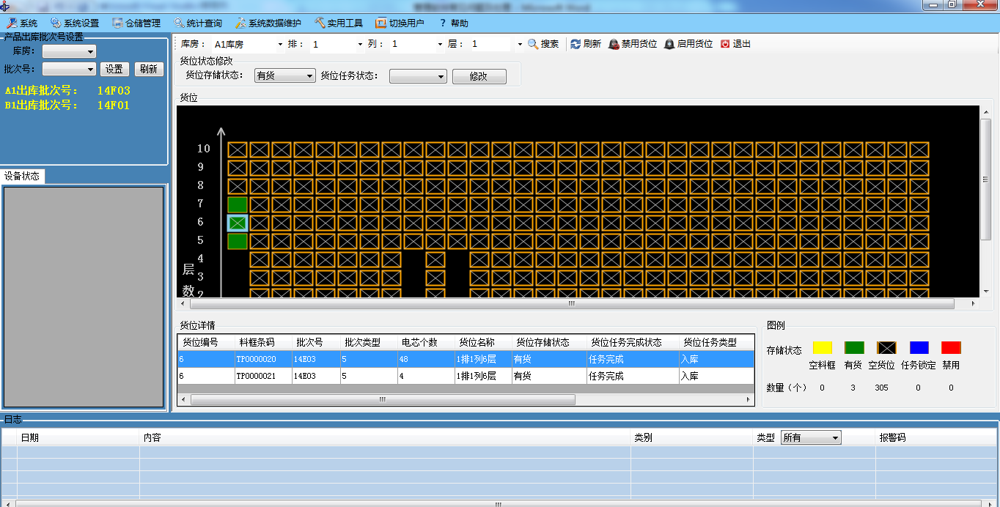 系统 系统设置 仓储管理 统计查询 系统数据维护 实用工具 切换用户 ? 帮助
产品出库批次号设置
库房:
批次号: 设置 刷新
A1出库批次号: 14F03
B1出库批次号: 14F01
设备状态
库房: A1库房 排: 1 列: 1 层: 1 搜索 刷新 禁用货位 启用货位 退出
货位状态修改
货位存储状态: 有货 货位任务状态: 修改
货位
10
9
8
7
6
5
4
层 3
数 2
货位详情
货位编号 料框条码 批次号 批次类型 电芯个数 货位名称 货位存储状态 货位任务完成状态 货位任务类型
6 TP0000020 14E03 5 48 1排1列6层 有货 任务完成 入库
6 TP0000021 14E03 5 4 1排1列6层 有货 任务完成 入库
图例
存储状态
空料框 有货 空货位 任务锁定 禁用
数量(个) 0 3 305 0 0
日志
日期 内容 类别 类型 所有 报警码